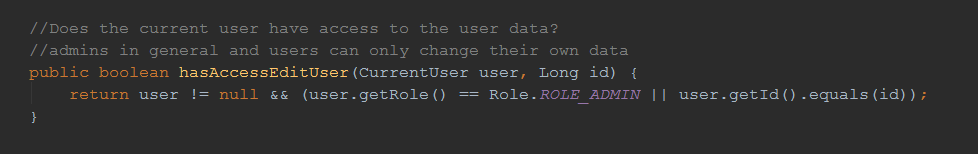 //Does the current user have access to the user data?
//admins in general and users can only change their own data
public boolean hasAccessEditUser(CurrentUser user, Long id) {
    return user != null && (user.getRole() == Role.ROLE_ADMIN || user.getId().equals(id));
}